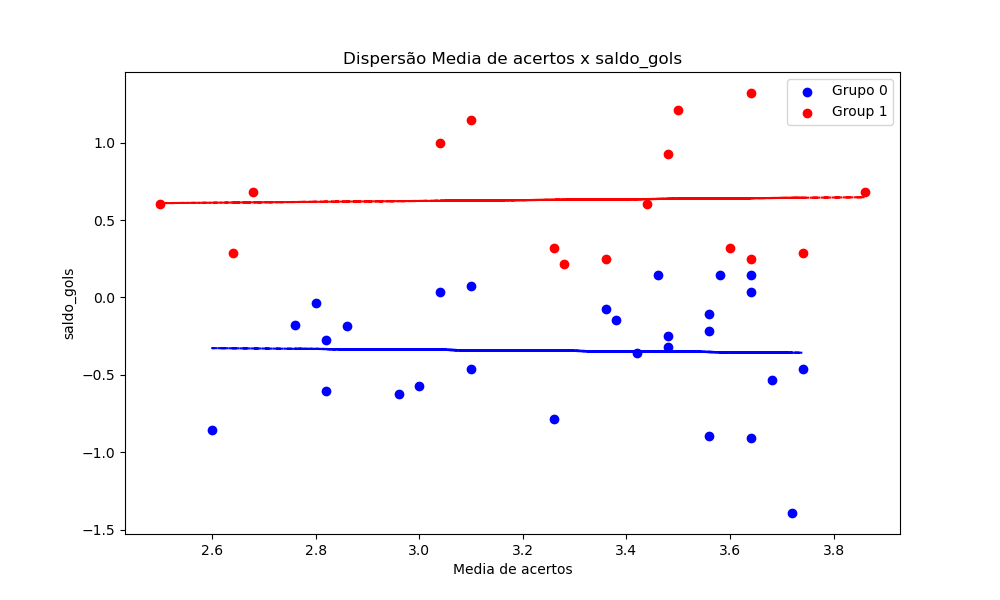 Dispersão Media de acertos x saldo_gols
Grupo 0
Group 1
saldo_gols
1.0
0.5
0.0
−0.5
−1.0
−1.5
2.6 2.8 3.0 3.2 3.4 3.6 3.8
Media de acertos